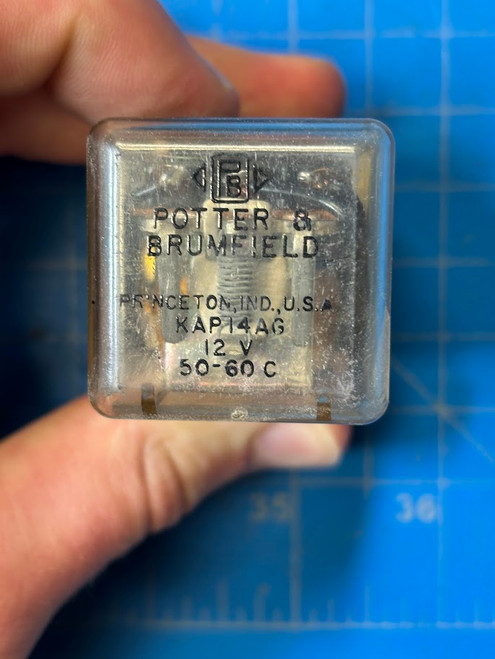 PB
POTTER &
BRUMFIELD
PRINCETON, IND., U.S.A
KAP14AG
12 V
50-60 C
35 36